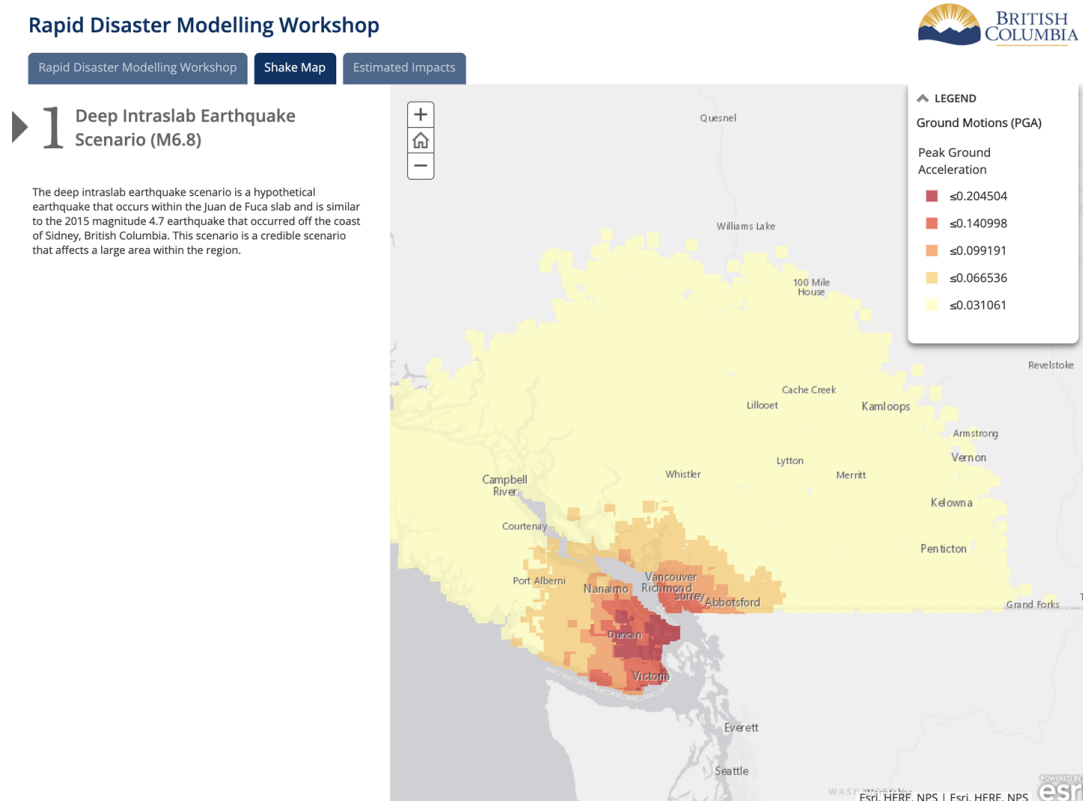 Rapid Disaster Modelling Workshop
BRITISH
COLUMBIA
Rapid Disaster Modelling Workshop
Shake Map
Estimated Impacts
1
Deep Intraslab Earthquake
Scenario (M6.8)
The deep intraslab earthquake scenario is a hypothetical
earthquake that occurs within the Juan de Fuca slab and is similar
to the 2015 magnitude 4.7 earthquake that occurred off the coast
of Sidney, British Columbia. This scenario is a credible scenario
that affects a large area within the region.
+
−
LEGEND
Ground Motions (PGA)
Peak Ground
Acceleration
≤0.204504
≤0.140998
≤0.099191
≤0.066536
≤0.031061
Quesnel
Williams Lake
100 Mile
House
Revelstoke
Cache Creek
Lillooet
Kamloops
Armstrong
Vernon
Lytton
Whistler
Merritt
Campbell
River
Kelowna
Courtenay
Penticton
Port Alberni
Vancouver
Nanaimo
Richmond
Surrey
Abbotsford
Grand Forks
Duncan
Victoria
Everett
Seattle
POWERED BY
esri
Esri, HERE, NPS | Esri, HERE, NPS